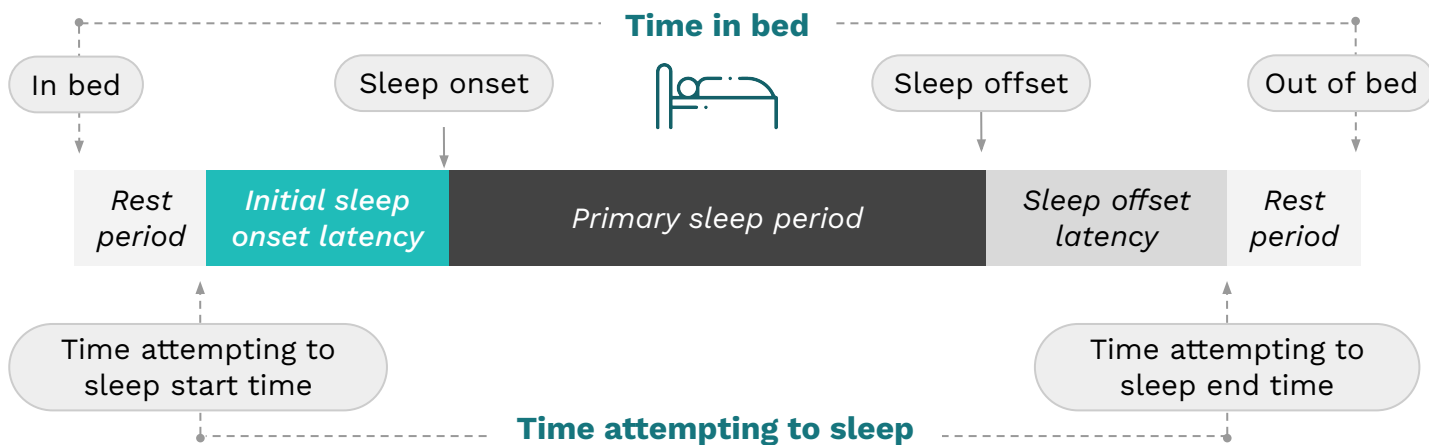 Time in bed
In bed
Sleep onset
Sleep offset
Out of bed
Rest
period
Initial sleep
onset latency
Primary sleep period
Sleep offset
latency
Rest
period
Time attempting to
sleep start time
Time attempting to
sleep end time
Time attempting to sleep